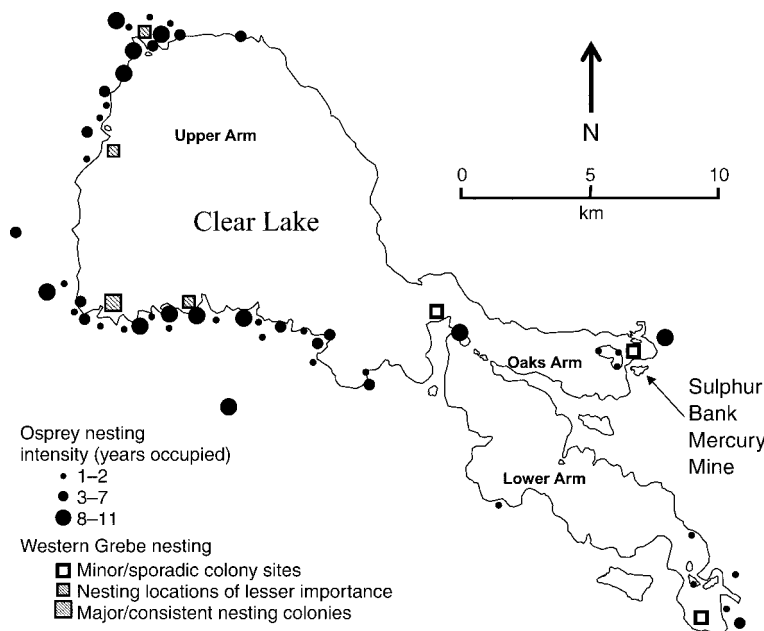 Upper Arm
N
0 5 10
km
Clear Lake
Oaks Arm
Sulphur
Bank
Mercury
Mine
Lower Arm
Osprey nesting
intensity (years occupied)
1–2
3–7
8–11
Western Grebe nesting
Minor/sporadic colony sites
Nesting locations of lesser importance
Major/consistent nesting colonies